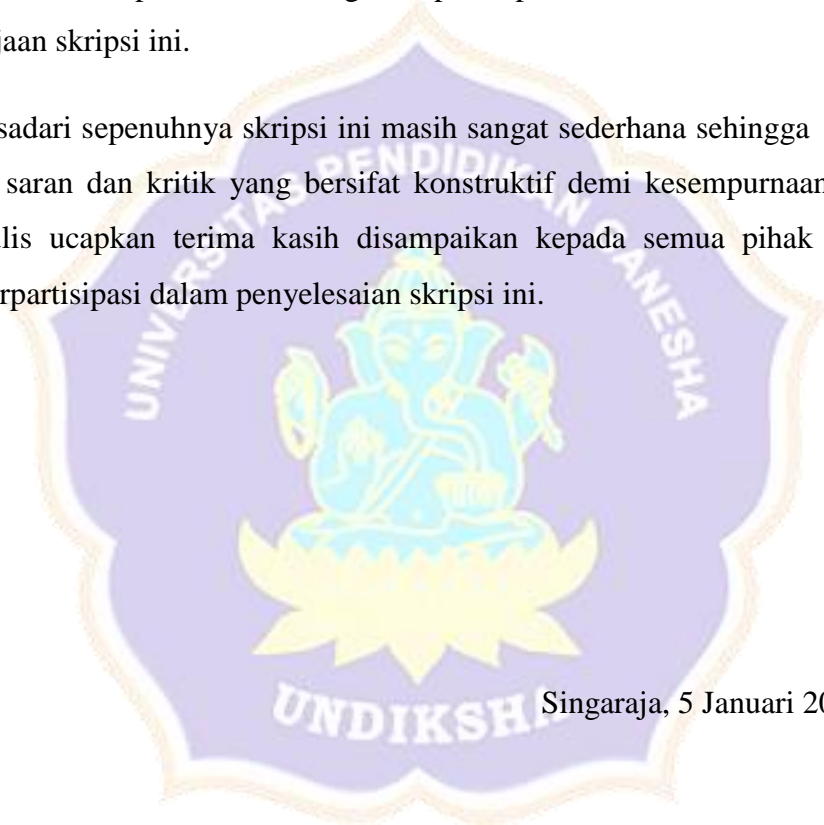 jaan skripsi ini.
sadari sepenuhnya skripsi ini masih sangat sederhana sehingga
saran dan kritik yang bersifat konstruktif demi kesempurnaan
lis ucapkan terima kasih disampaikan kepada semua pihak
rpartisipasi dalam penyelesaian skripsi ini.
UNIVERSITAS PENDIDIKAN GANESHA
UNDIKSHA
Singaraja, 5 Januari 20